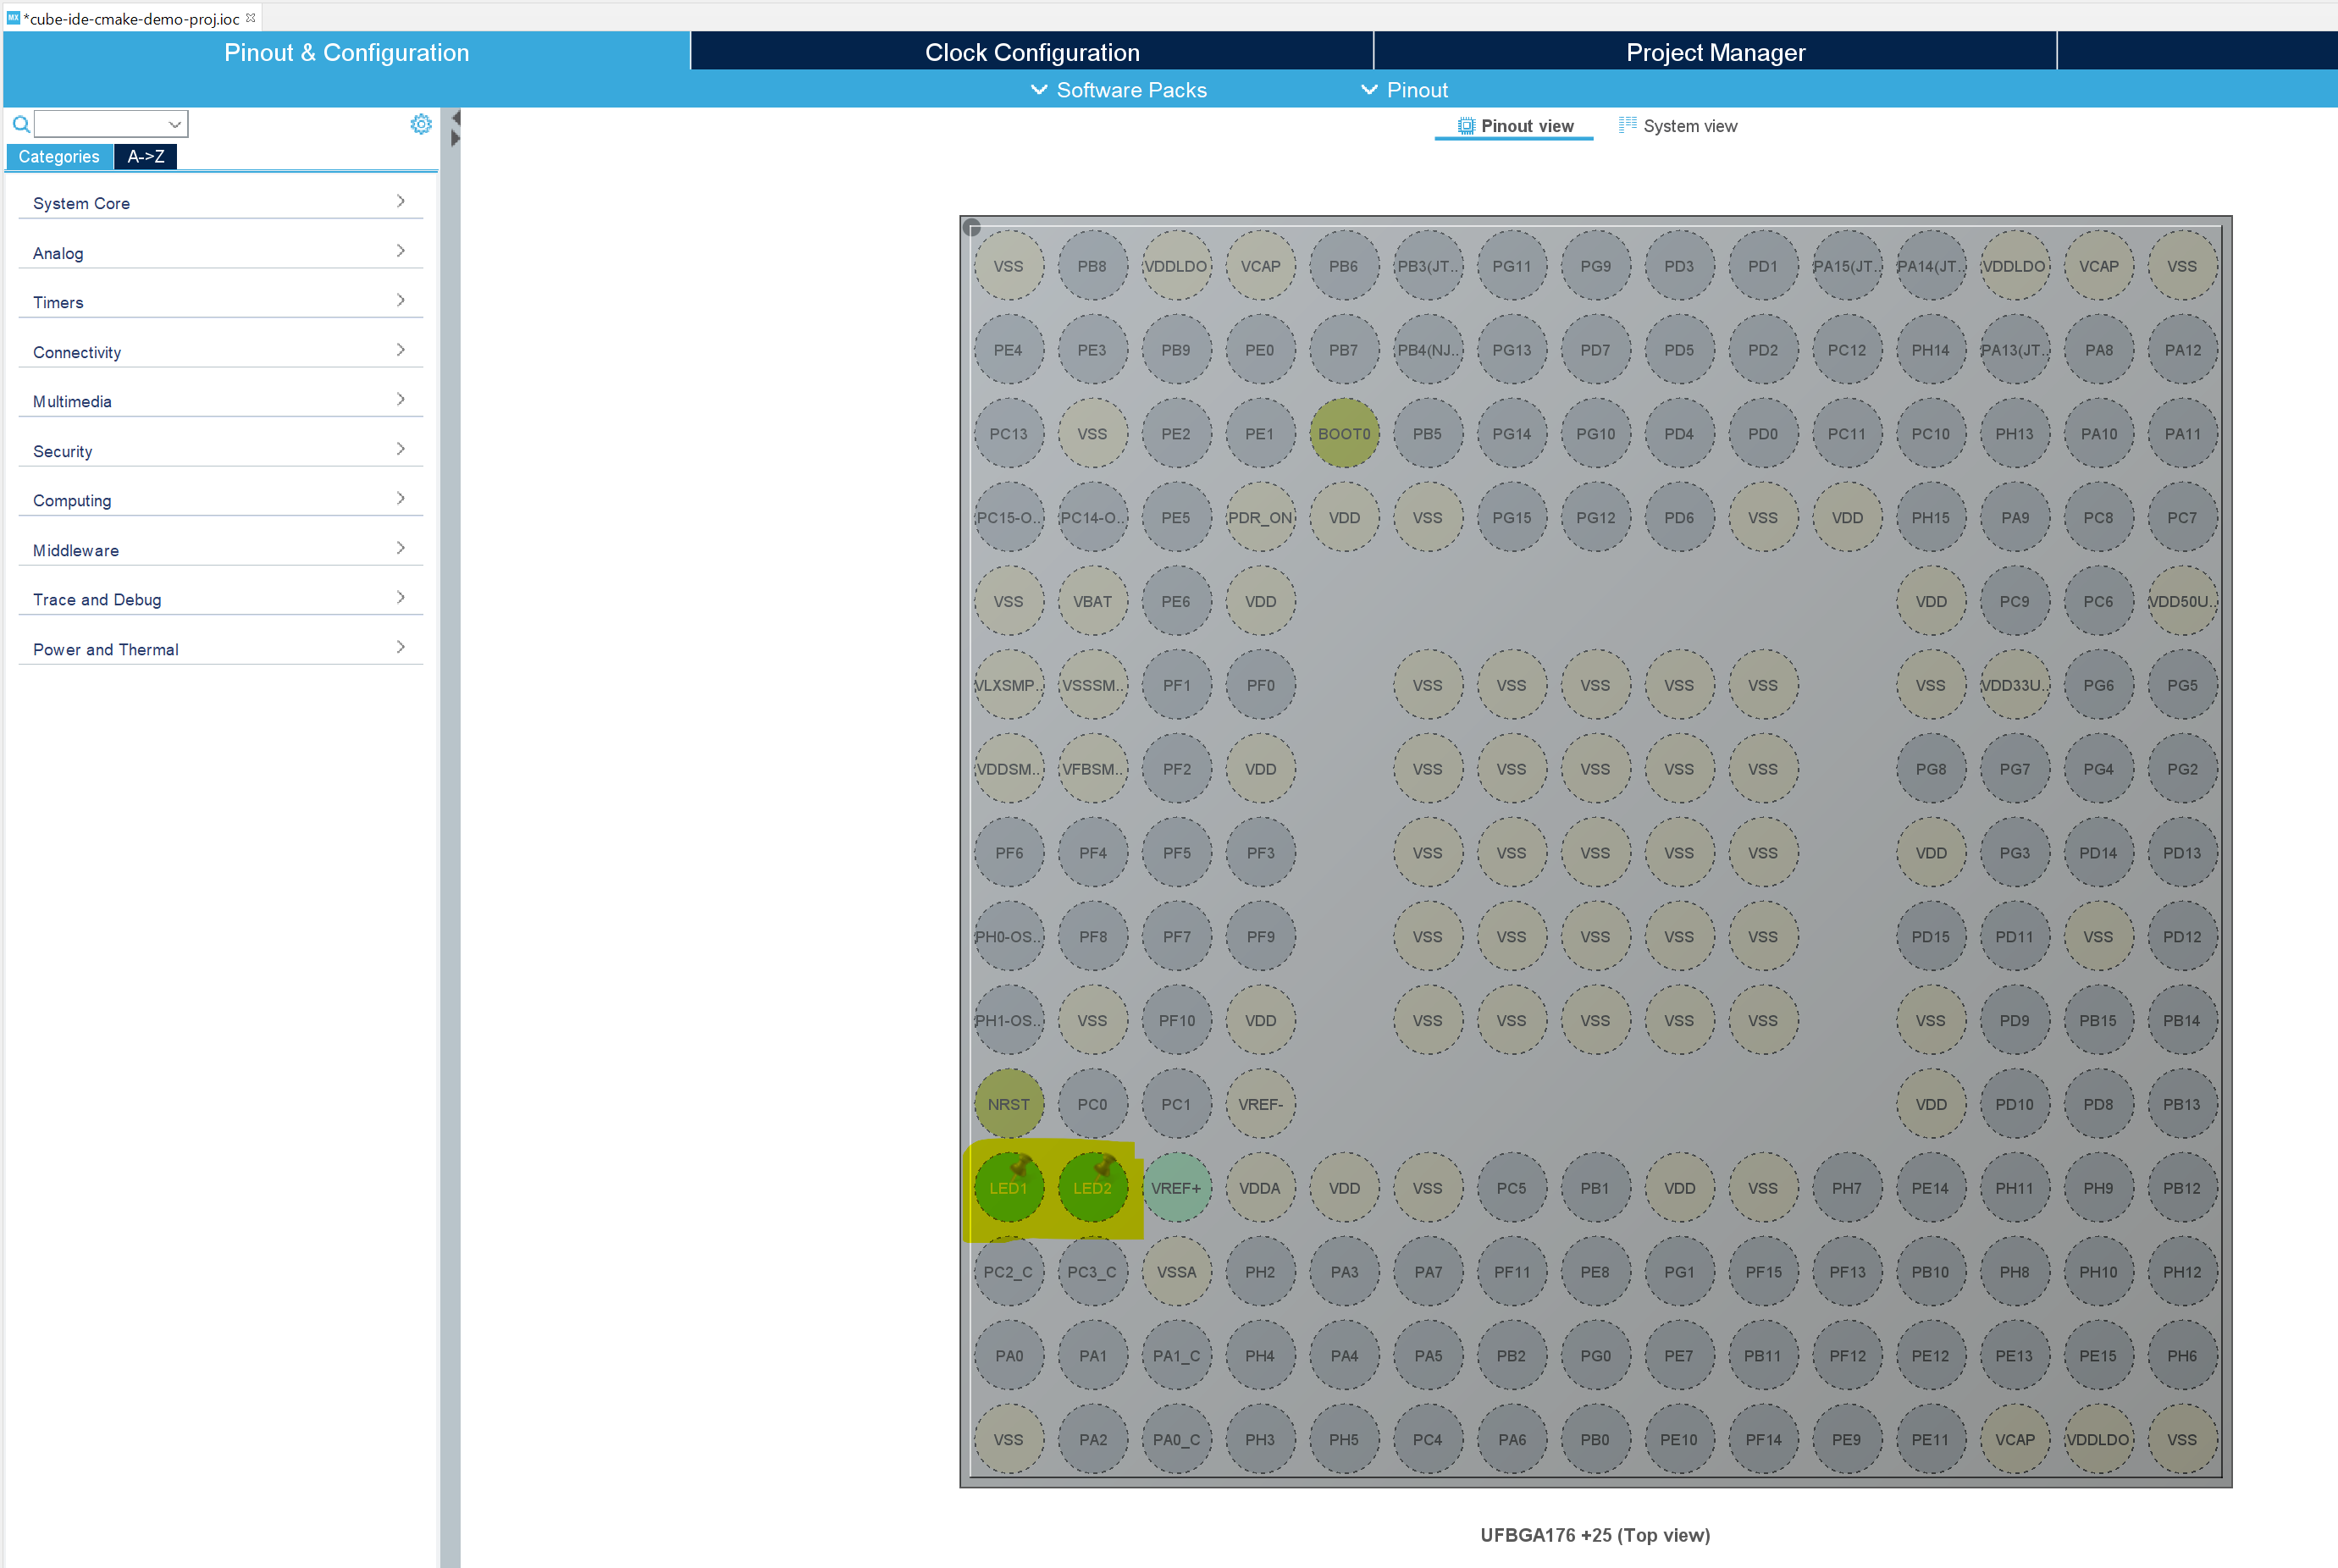 *cube-ide-cmake-demo-proj.ioc
Pinout & Configuration Clock Configuration Project Manager
Software Packs Pinout
Pinout view System view
Categories A->Z
System Core
Analog
Timers
Connectivity
Multimedia
Security
Computing
Middleware
Trace and Debug
Power and Thermal
VSS PB8 VDDLDO VCAP PB6 PB3(JT.. PG11 PG9 PD3 PD1 PA15(JT.. PA14(JT.. VDDLDO VCAP VSS
PE4 PE3 PB9 PE0 PB7 PB4(NJ.. PG13 PD7 PD5 PD2 PC12 PH14 PA13(JT.. PA8 PA12
PC13 VSS PE2 PE1 BOOT0 PB5 PG14 PG10 PD4 PD0 PC11 PC10 PH13 PA10 PA11
PC15-O.. PC14-O.. PE5 PDR_ON VDD VSS PG15 PG12 PD6 VSS VDD PH15 PA9 PC8 PC7
VSS VBAT PE6 VDD VDD PC9 PC6 VDD50U..
VLXSMP.. VSSSM.. PF1 PF0 VSS VSS VSS VSS VSS VSS VDD33U.. PG6 PG5
VDDSM.. VFBSM.. PF2 VDD VSS VSS VSS VSS VSS PG8 PG7 PG4 PG2
PF6 PF4 PF5 PF3 VSS VSS VSS VSS VSS VDD PG3 PD14 PD13
PH0-OS.. PF8 PF7 PF9 VSS VSS VSS VSS VSS PD15 PD11 VSS PD12
PH1-OS.. VSS PF10 VDD VSS VSS VSS VSS VSS VSS PD9 PB15 PB14
NRST PC0 PC1 VREF- VDD PD10 PD8 PB13
LED1 LED2 VREF+ VDDA VDD VSS PC5 PB1 VDD VSS PH7 PE14 PH11 PH9 PB12
PC2_C PC3_C VSSA PH2 PA3 PA7 PF11 PE8 PG1 PF15 PF13 PB10 PH8 PH10 PH12
PA0 PA1 PA1_C PH4 PA4 PA5 PB2 PG0 PE7 PB11 PF12 PE12 PE13 PE15 PH6
VSS PA2 PA0_C PH3 PH5 PC4 PA6 PB0 PE10 PF14 PE9 PE11 VCAP VDDLDO VSS
UFBGA176 +25 (Top view)